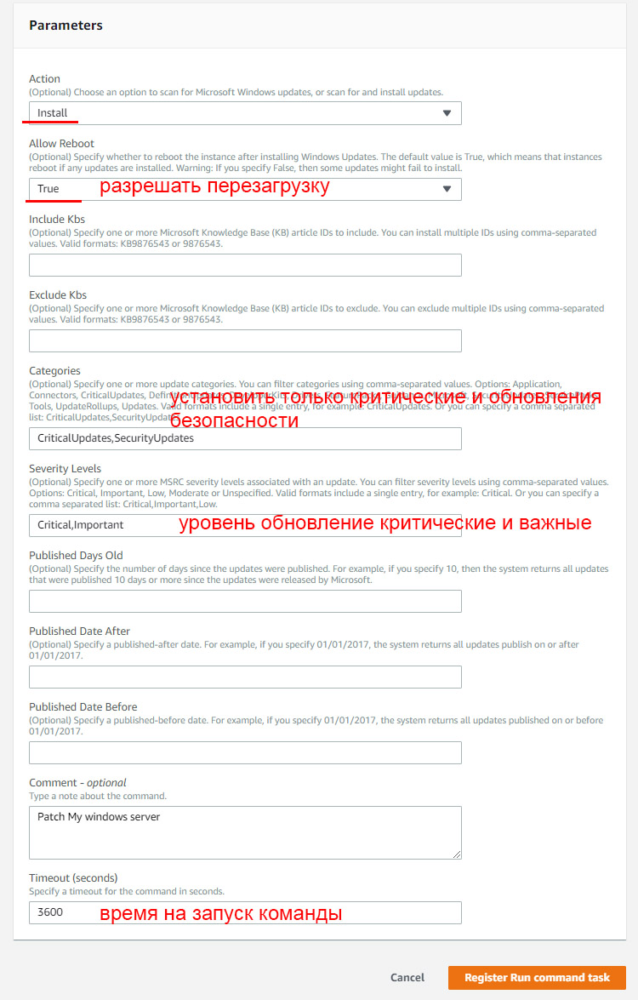 Parameters
Action
(Optional) Choose an option to scan for Microsoft Windows updates, or scan for and install updates.
Install
Allow Reboot
(Optional) Specify whether to reboot the instance after installing Windows Updates. The default value is True, which means that instances
reboot if any updates are installed. Warning: If you specify False, then some updates might fail to install.
True
разрешать перезагрузку
Include Kbs
(Optional) Specify one or more Microsoft Knowledge Base (KB) article IDs to include. You can install multiple IDs using comma-separated
values. Valid formats: KB9876543 or 9876543.
Exclude Kbs
(Optional) Specify one or more Microsoft Knowledge Base (KB) article IDs to exclude. You can exclude multiple IDs using comma-separated
values. Valid formats: KB9876543 or 9876543.
Categories
(Optional) Specify one or more update categories. You can filter categories using comma-separated values. Options: Application,
Connectors, CriticalUpdates,
установить только критические и обновления
Tools, UpdateRollups, Updates. Valid formats include a single entry, for example: CriticalUpdates. Or you can specify a comma separated
list: CriticalUpdates,SecurityUpdates
безопасности
CriticalUpdates,SecurityUpdates
Severity Levels
(Optional) Specify one or more MSRC severity levels associated with an update. You can filter severity levels using comma-separated values.
Options: Critical, Important, Low, Moderate or Unspecified. Valid formats include a single entry, for example: Critical. Or you can specify a
comma separated list: Critical,Important,Low.
Critical,Important
уровень обновление критические и важные
Published Days Old
(Optional) Specify the number of days since the updates were published. For example, if you specify 10, then the system returns all updates
that were published 10 days or more since the updates were released by Microsoft.
Published Date After
(Optional) Specify a published-after date. For example, if you specify 01/01/2017, the system returns all updates publish on or after
01/01/2017.
Published Date Before
(Optional) Specify a published-before date. For example, if you specify 01/01/2017, the system returns all updates published on or before
01/01/2017.
Comment - optional
Type a note about the command.
Patch My windows server
Timeout (seconds)
Specify a timeout for the command in seconds.
3600
время на запуск команды
Cancel
Register Run command task